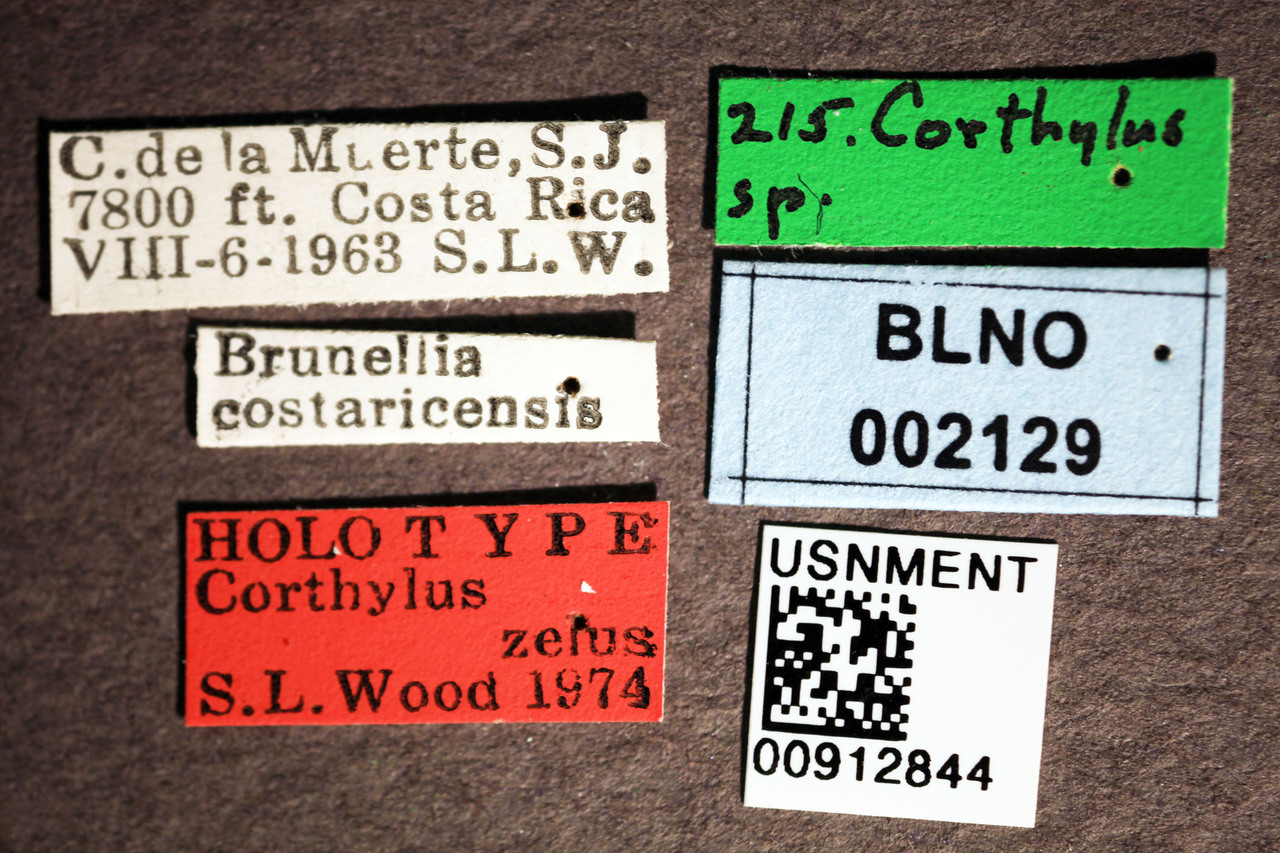 C. de la Muerte, S.J.
7800 ft. Costa Rica
VIII-6-1963 S.L.W.
Brunellia
costaricensis
HOLOTYPE
Corthylus
zelus
S.L. Wood 1974
215. Corthylus
sp.
BLNO
002129
USNMENT
00912844